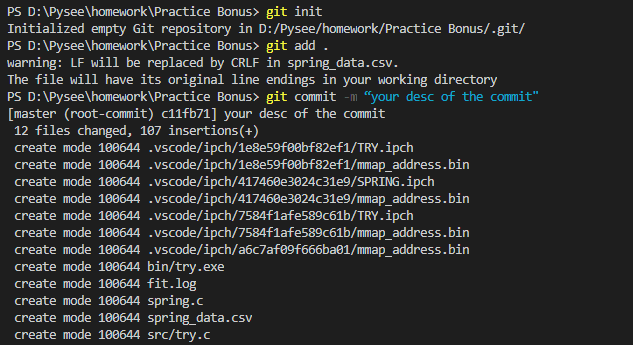 PS D:\Pysee\homework\Practice Bonus> git init
Initialized empty Git repository in D:/Pysee/homework/Practice Bonus/.git/
PS D:\Pysee\homework\Practice Bonus> git add .
warning: LF will be replaced by CRLF in spring_data.csv.
The file will have its original line endings in your working directory
PS D:\Pysee\homework\Practice Bonus> git commit -m “your desc of the commit"
[master (root-commit) c11fb71] your desc of the commit
 12 files changed, 107 insertions(+)
 create mode 100644 .vscode/ipch/1e8e59f00bf82ef1/TRY.ipch
 create mode 100644 .vscode/ipch/1e8e59f00bf82ef1/mmap_address.bin
 create mode 100644 .vscode/ipch/417460e3024c31e9/SPRING.ipch
 create mode 100644 .vscode/ipch/417460e3024c31e9/mmap_address.bin
 create mode 100644 .vscode/ipch/7584f1afe589c61b/TRY.ipch
 create mode 100644 .vscode/ipch/7584f1afe589c61b/mmap_address.bin
 create mode 100644 .vscode/ipch/a6c7af09f666ba01/mmap_address.bin
 create mode 100644 bin/try.exe
 create mode 100644 fit.log
 create mode 100644 spring.c
 create mode 100644 spring_data.csv
 create mode 100644 src/try.c